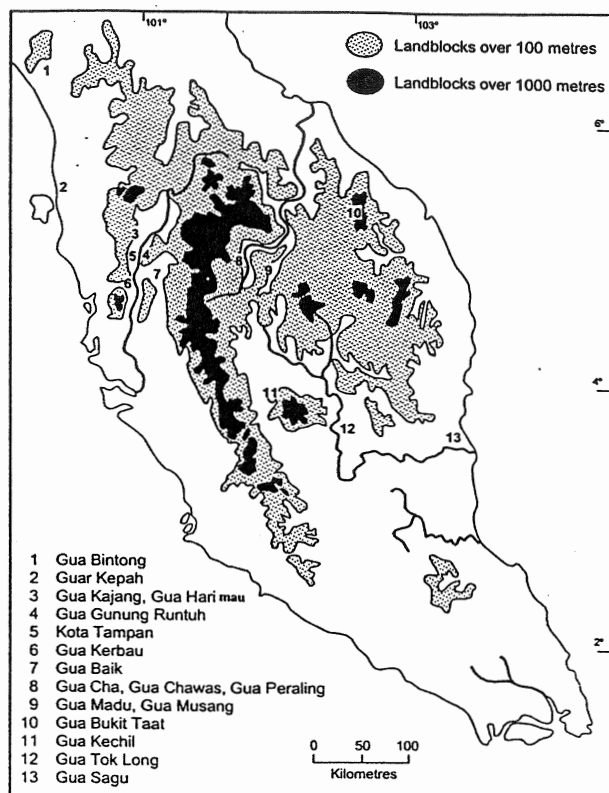 101°
103°
Landblocks over 100 metres
Landblocks over 1000 metres
1
6°
2
10
3
5
4
8
7
9
6
4°
11
12
13
1 Gua Bintong
2 Guar Kepah
3 Gua Kajang, Gua Hari mau
4 Gua Gunung Runtuh
5 Kota Tampan
6 Gua Kerbau
7 Gua Baik
8 Gua Cha, Gua Chawas, Gua Peraling
9 Gua Madu, Gua Musang
10 Gua Bukit Taat
11 Gua Kechil
12 Gua Tok Long
13 Gua Sagu
2°
0 50 100
Kilometres